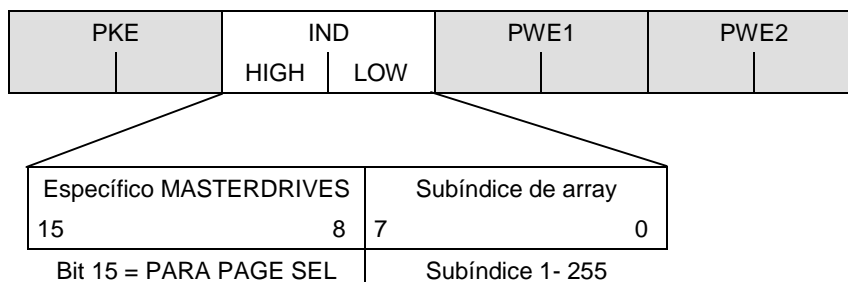 PKE IND PWE1 PWE2
HIGH LOW
Específico MASTERDRIVES Subíndice de array
15 8 7 0
Bit 15 = PARA PAGE SEL Subíndice 1- 255